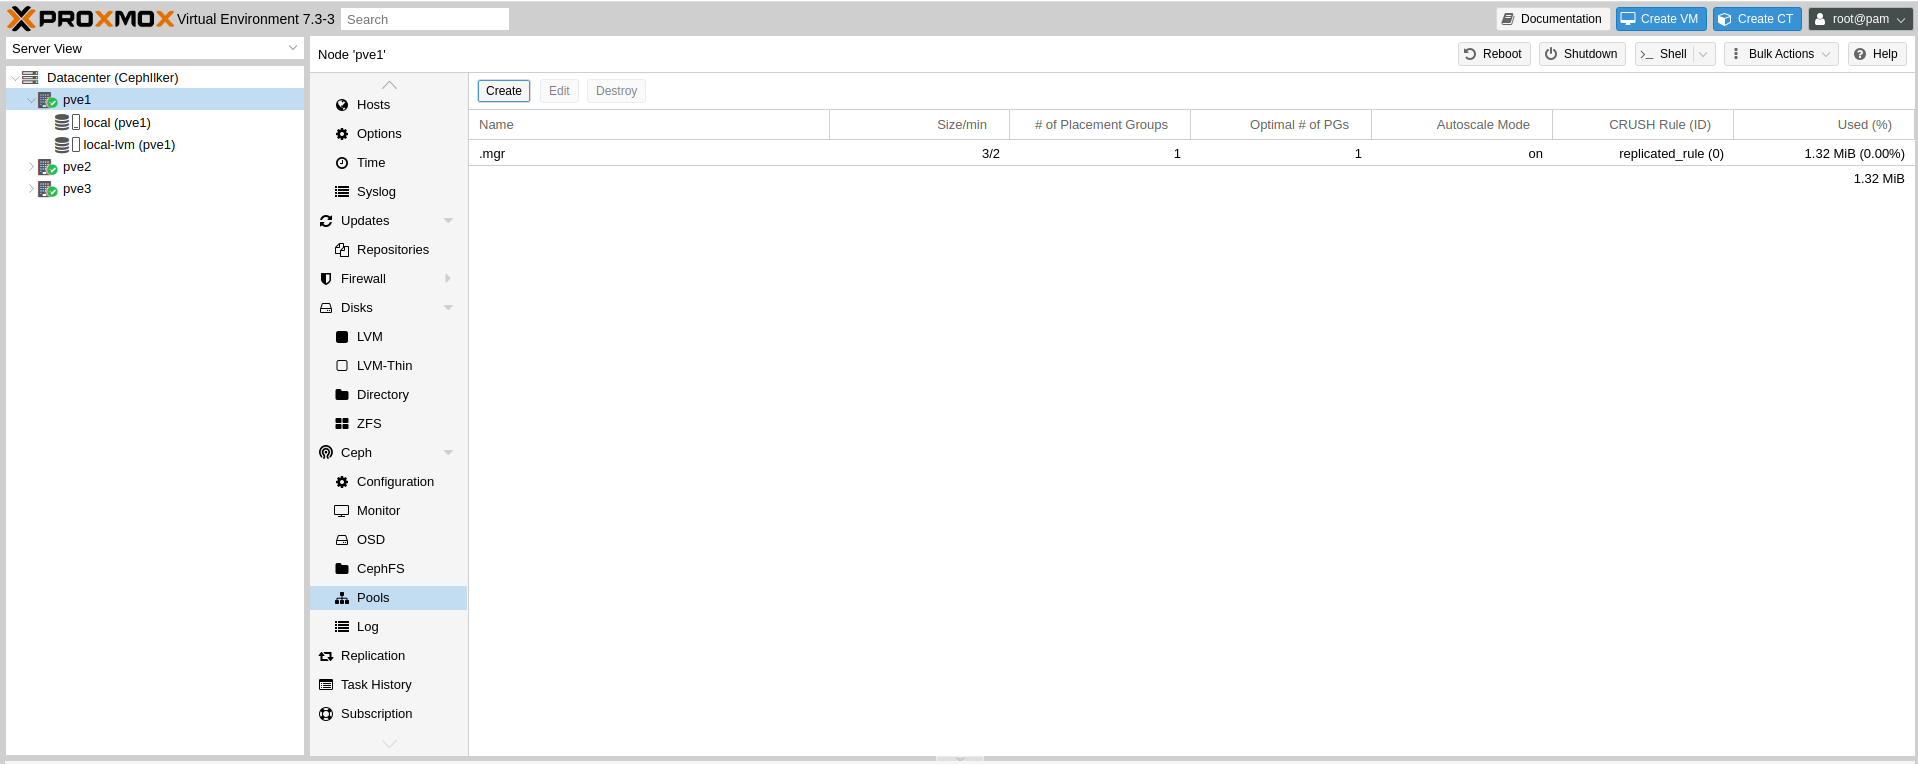 PROXMOX Virtual Environment 7.3-3 Search Documentation Create VM Create CT root@pam
Server View
Datacenter (CephIlker)
pve1
local (pve1)
local-lvm (pve1)
pve2
pve3
Node 'pve1' Reboot Shutdown Shell Bulk Actions Help
Hosts
Options
Time
Syslog
Updates
Repositories
Firewall
Disks
LVM
LVM-Thin
Directory
ZFS
Ceph
Configuration
Monitor
OSD
CephFS
Pools
Log
Replication
Task History
Subscription
Create Edit Destroy
Name Size/min # of Placement Groups Optimal # of PGs Autoscale Mode CRUSH Rule (ID) Used (%)
.mgr 3/2 1 1 on replicated_rule (0) 1.32 MiB (0.00%)
1.32 MiB